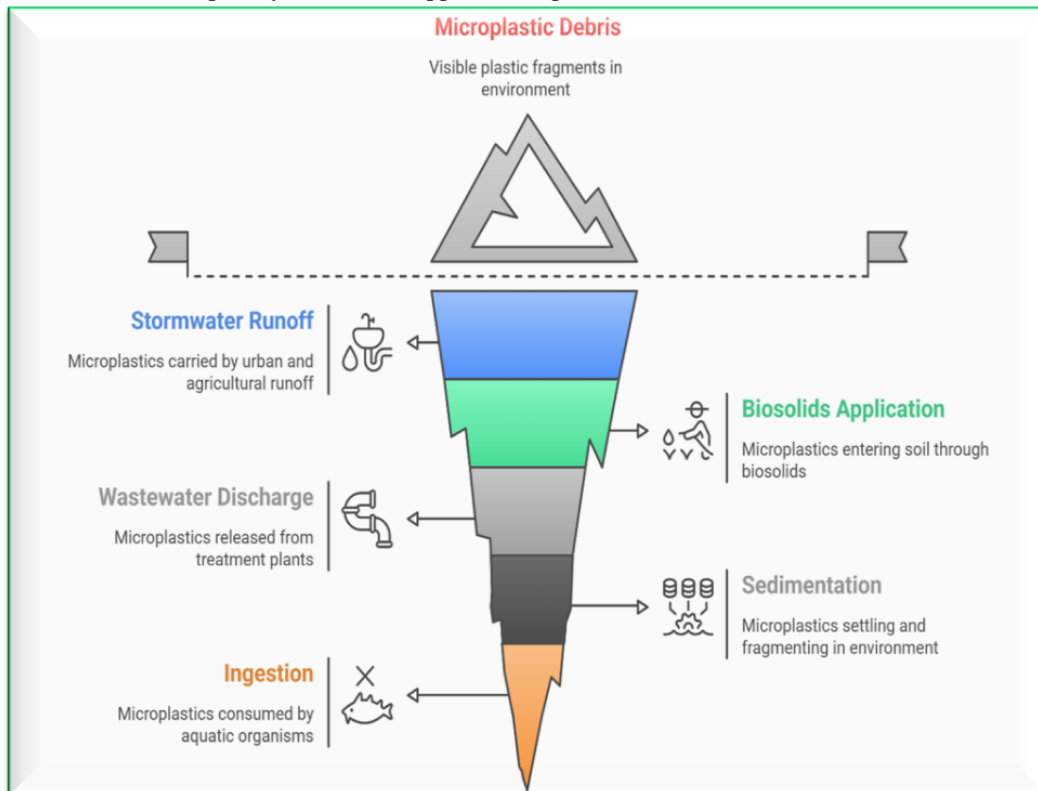 Microplastic Debris
Visible plastic fragments in
environment
Stormwater Runoff
Microplastics carried by urban and
agricultural runoff
Biosolids Application
Microplastics entering soil through
biosolids
Wastewater Discharge
Microplastics released from
treatment plants
Sedimentation
Microplastics settling and
fragmenting in environment
Ingestion
Microplastics consumed by
aquatic organisms